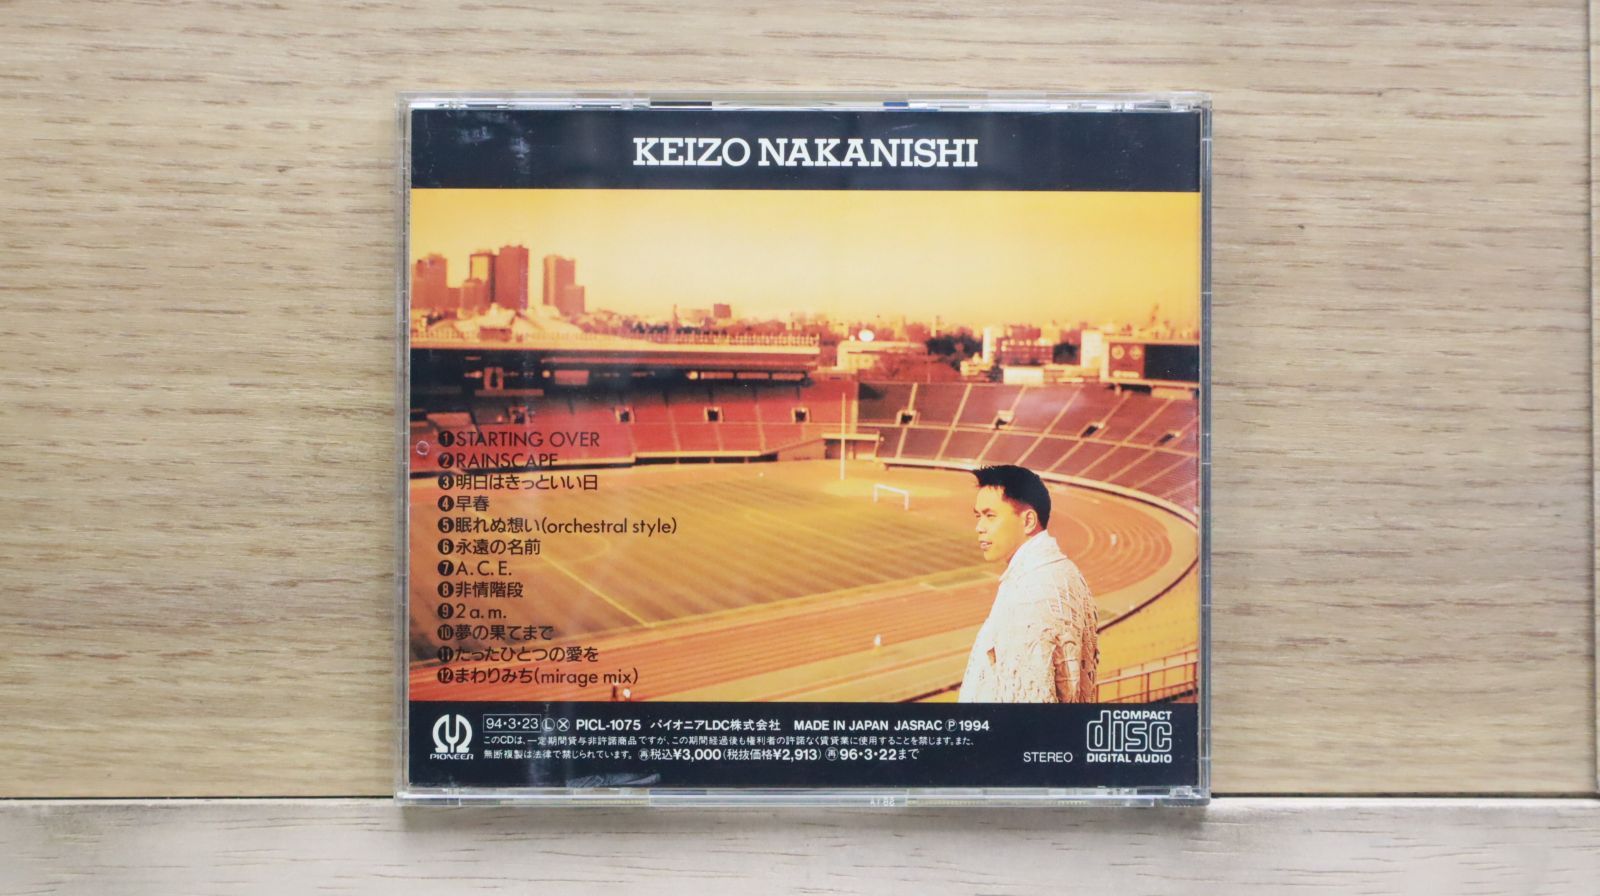 KEIZO NAKANISHI
❶STARTING OVER
❷RAINSCAPE
❸明日はきっといい日
❹早春
❺眠れぬ想い(orchestral style)
❻永遠の名前
❼A.C.E.
❽非情階段
❾2 a.m.
❿夢の果てまで
⓫たったひとつの愛を
⓬まわりみち(mirage mix)
94・3・23 Ⓛ Ⓧ PICL-1075 パイオニアLDC株式会社 MADE IN JAPAN JASRAC Ⓟ 1994
このCDは、一定期間貸与非許諾商品ですが、この期間経過後も権利者の許諾なく賃貸業に使用することを禁じます。また、
無断複製は法律で禁じられています。 再税込¥3,000(税抜価格¥2,913) 再96・3・22まで
PIONEER
STEREO
COMPACT
disc
DIGITAL AUDIO